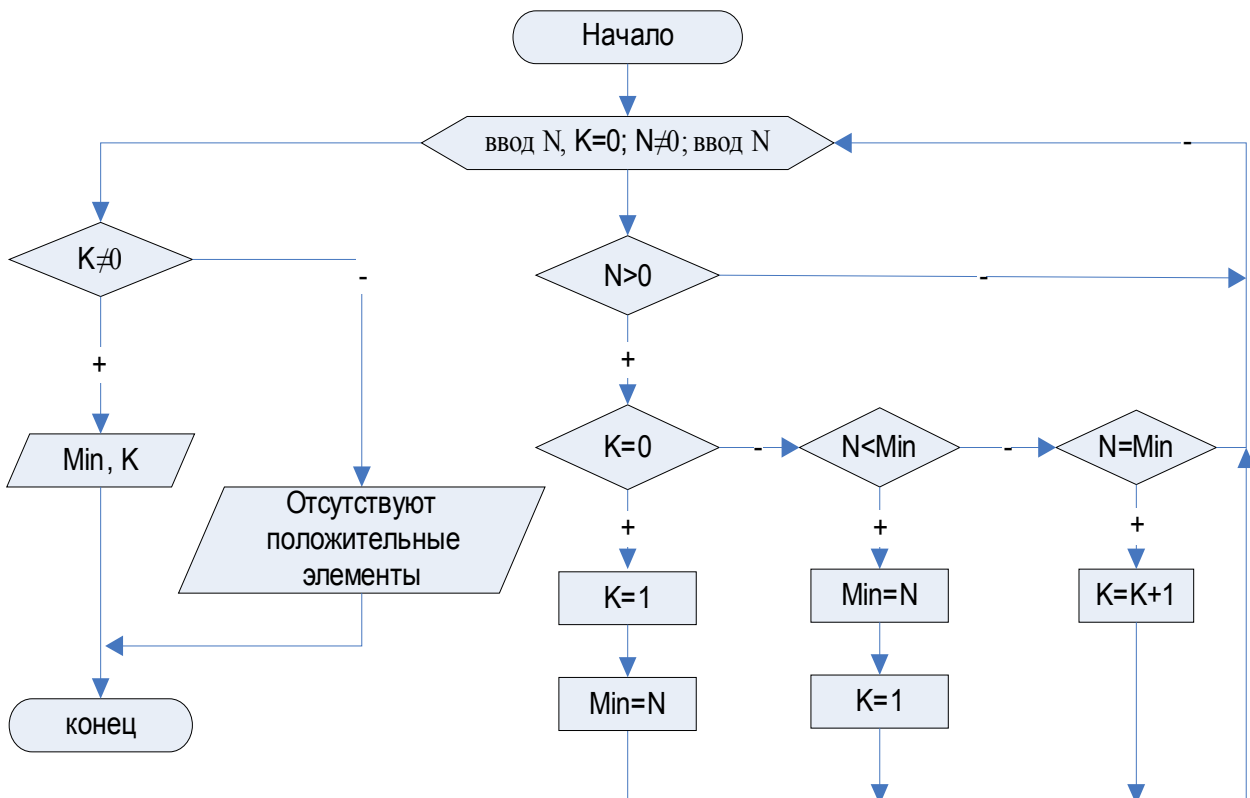 Начало
ввод N, K=0; N≠0; ввод N
-
K≠0
-
N>0
-
+
+
Min, K
K=0
-
N<Min
-
N=Min
Отсутствуют
положительные
элементы
+
+
+
K=1
Min=N
K=K+1
Min=N
K=1
конец